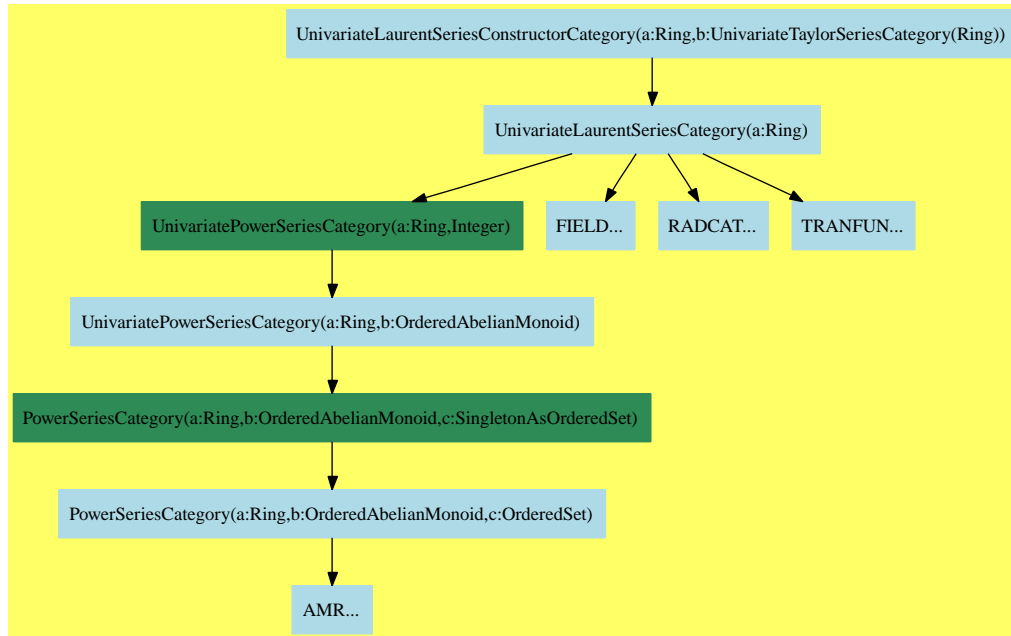 UnivariateLaurentSeriesConstructorCategory(a:Ring,b:UnivariateTaylorSeriesCategory(Ring))
UnivariateLaurentSeriesCategory(a:Ring)
UnivariatePowerSeriesCategory(a:Ring,Integer)
FIELD...
RADCAT...
TRANFUN...
UnivariatePowerSeriesCategory(a:Ring,b:OrderedAbelianMonoid)
PowerSeriesCategory(a:Ring,b:OrderedAbelianMonoid,c:SingletonAsOrderedSet)
PowerSeriesCategory(a:Ring,b:OrderedAbelianMonoid,c:OrderedSet)
AMR...